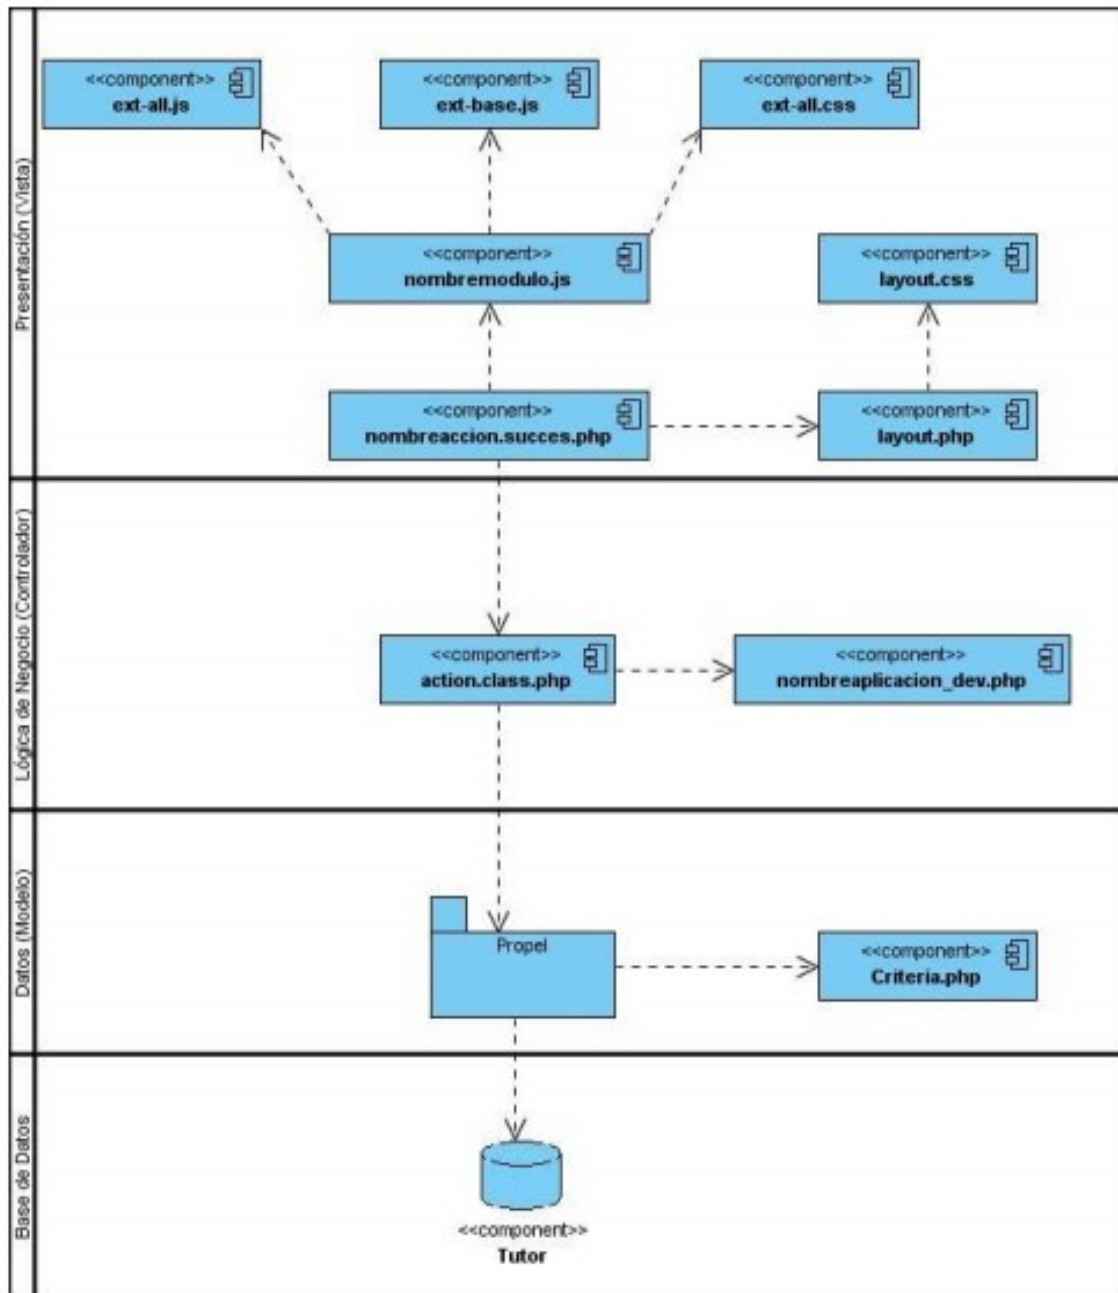 Presentación (Vista)
<<component>>
ext-all.js
<<component>>
ext-base.js
<<component>>
ext-all.css
<<component>>
nombremodulo.js
<<component>>
layout.css
<<component>>
nombreaccion.succes.php
<<component>>
layout.php
Lógica de Negocio (Controlador)
<<component>>
action.class.php
<<component>>
nombreaplicacion_dev.php
Datos (Modelo)
Propel
<<component>>
Criteria.php
Base de Datos
<<component>>
Tutor